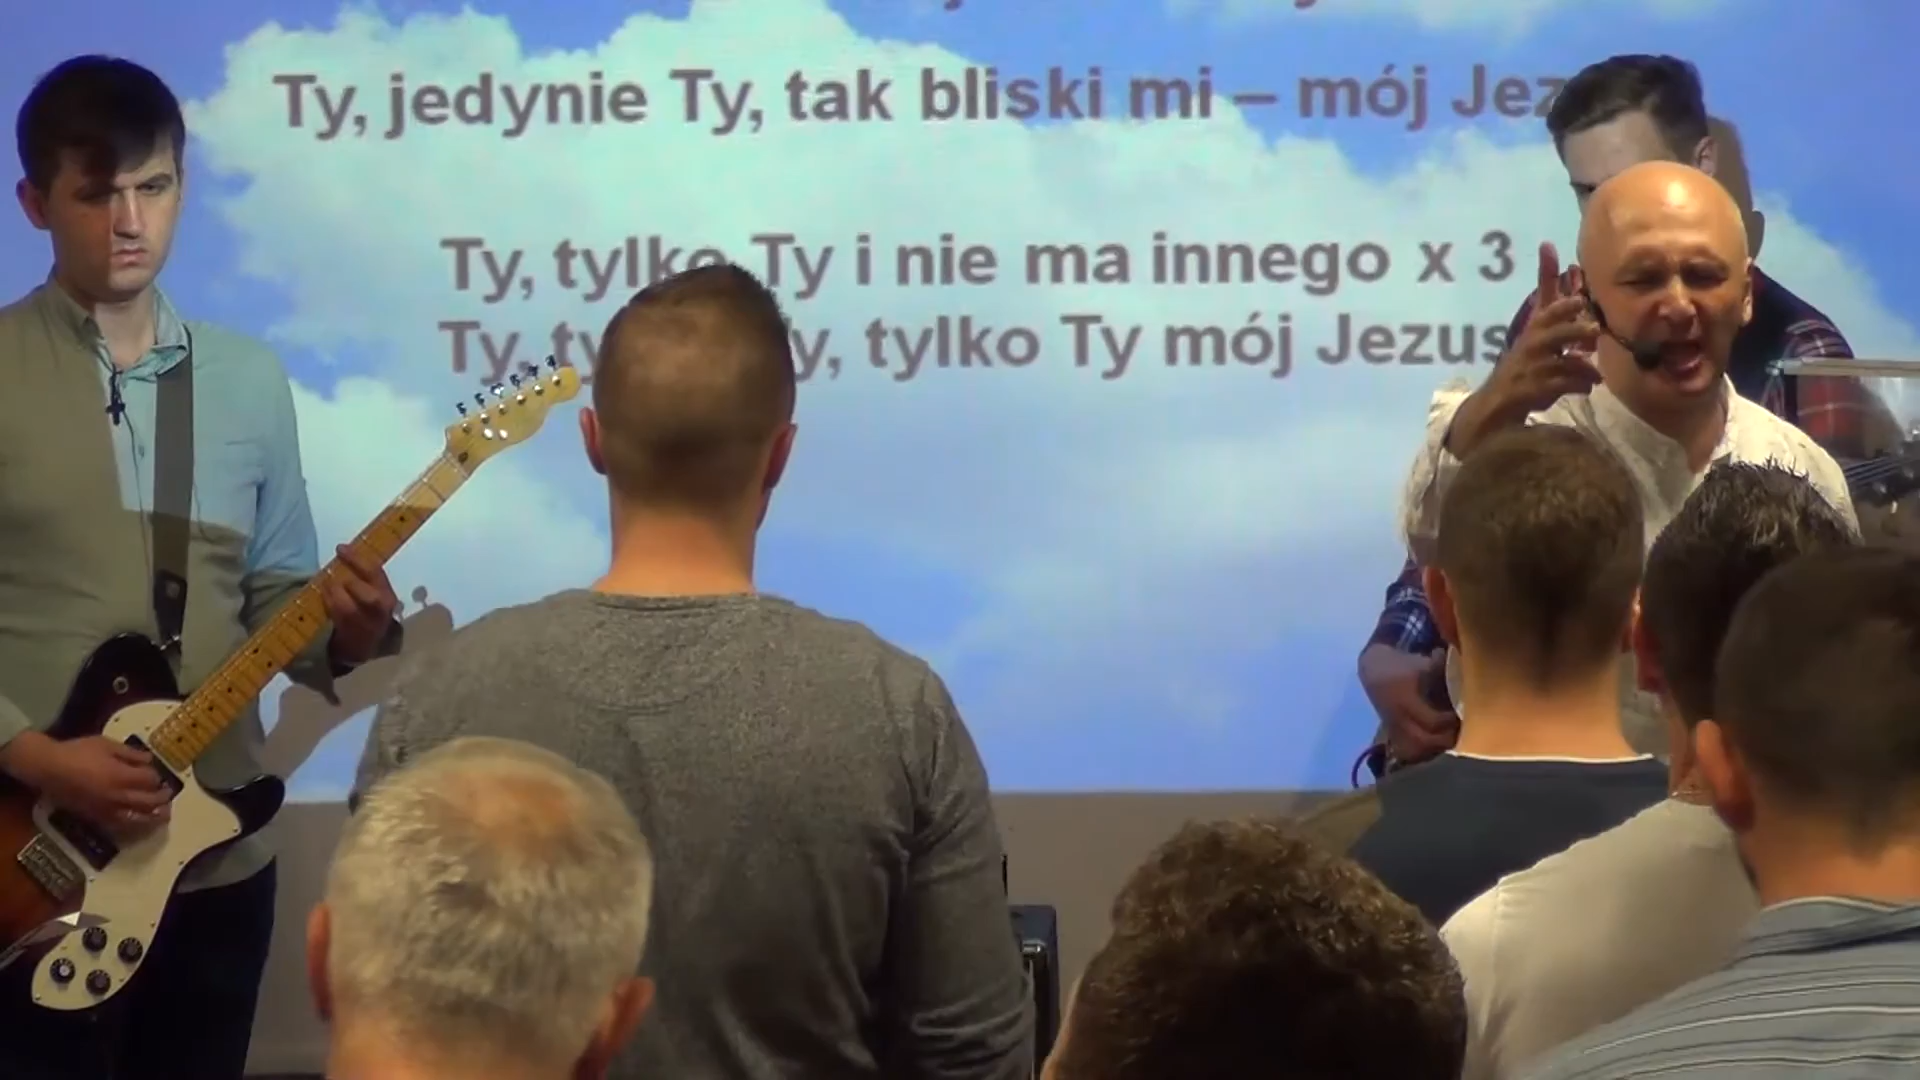 Ty, jedynie Ty, tak bliski mi – mój Jez
Ty, tylko Ty i nie ma innego x 3
Ty, ty y, tylko Ty mój Jezus